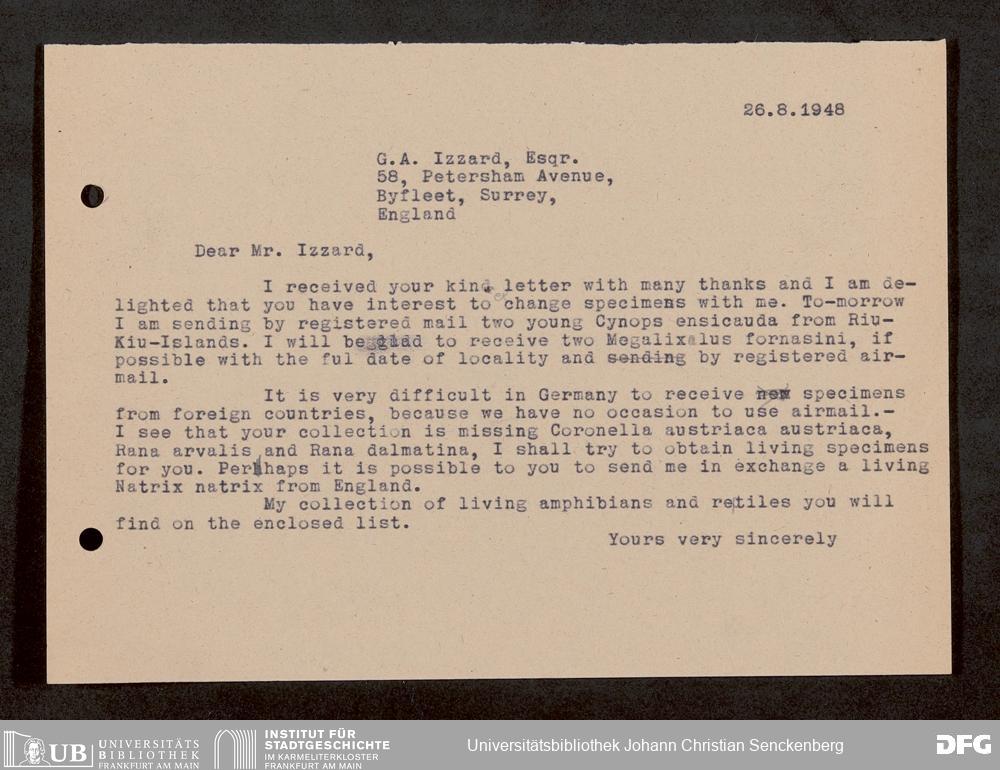 26.8.1948
G.A. Izzard, Esqr.
58, Petersham Avenue,
Byfleet, Surrey,
England
Dear Mr. Izzard,
I received your kind letter with many thanks and I am de-
lighted that you have interest to change specimens with me. To-morrow
I am sending by registered mail two young Cynops ensicauda from Riu-
Kiu-Islands. I will be glad to receive two Megalixalus fornasini, if
possible with the ful date of locality and sending by registered air-
mail.
It is very difficult in Germany to receive new specimens
from foreign countries, because we have no occasion to use airmail.-
I see that your collection is missing Coronella austriaca austriaca,
Rana arvalis and Rana dalmatina, I shall try to obtain living specimens
for you. Perhaps it is possible to you to send me in exchange a living
Natrix natrix from England.
My collection of living amphibians and retiles you will
find on the enclosed list.
Yours very sincerely
UB UNIVERSITÄTS
BIBLIOTHEK
FRANKFURT AM MAIN
INSTITUT FÜR
STADTGESCHICHTE
IM KARMELITERKLOSTER
FRANKFURT AM MAIN
Universitätsbibliothek Johann Christian Senckenberg
DFG